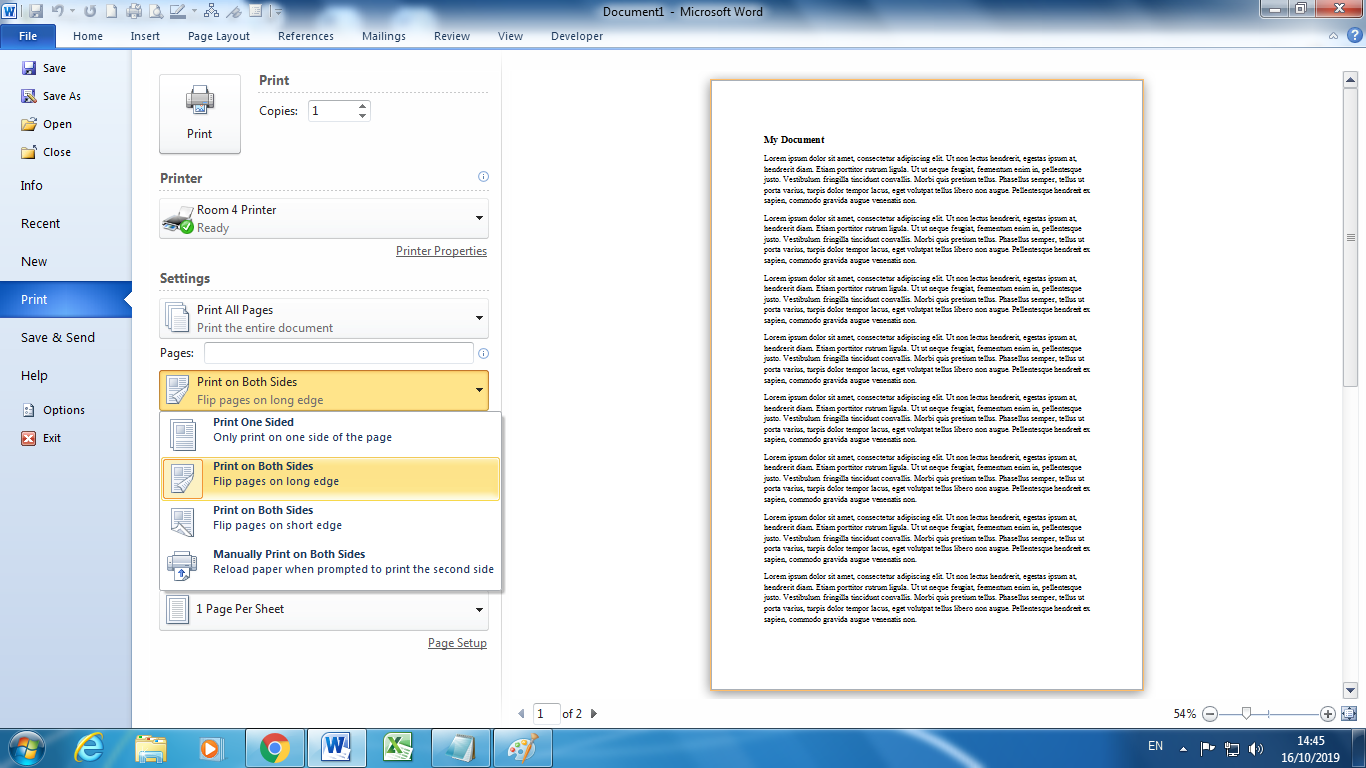 Document1 - Microsoft Word
File Home Insert Page Layout References Mailings Review View Developer
Save
Save As
Open
Close
Info
Recent
New
Print
Save & Send
Help
Options
Exit
Print
Print
Copies: 1
Printer
Room 4 Printer
Ready
Printer Properties
Settings
Print All Pages
Print the entire document
Pages:
Print on Both Sides
Flip pages on long edge
Print One Sided
Only print on one side of the page
Print on Both Sides
Flip pages on long edge
Print on Both Sides
Flip pages on short edge
Manually Print on Both Sides
Reload paper when prompted to print the second side
1 Page Per Sheet
Page Setup
My Document
Lorem ipsum dolor sit amet, consectetur adipiscing elit. Ut non lectus hendrerit, egestas ipsum at,
hendrerit diam. Etiam porttitor rutrum ligula. Ut ut neque feugiat, fermentum enim in, pellentesque
justo. Vestibulum fringilla tincidunt convallis. Morbi quis pretium tellus. Phasellus semper, tellus ut
porta varius, turpis dolor tempor lacus, eget volutpat tellus libero non augue. Pellentesque hendrerit ex
sapien, commodo gravida augue venenatis non.
Lorem ipsum dolor sit amet, consectetur adipiscing elit. Ut non lectus hendrerit, egestas ipsum at,
hendrerit diam. Etiam porttitor rutrum ligula. Ut ut neque feugiat, fermentum enim in, pellentesque
justo. Vestibulum fringilla tincidunt convallis. Morbi quis pretium tellus. Phasellus semper, tellus ut
porta varius, turpis dolor tempor lacus, eget volutpat tellus libero non augue. Pellentesque hendrerit ex
sapien, commodo gravida augue venenatis non.
Lorem ipsum dolor sit amet, consectetur adipiscing elit. Ut non lectus hendrerit, egestas ipsum at,
hendrerit diam. Etiam porttitor rutrum ligula. Ut ut neque feugiat, fermentum enim in, pellentesque
justo. Vestibulum fringilla tincidunt convallis. Morbi quis pretium tellus. Phasellus semper, tellus ut
porta varius, turpis dolor tempor lacus, eget volutpat tellus libero non augue. Pellentesque hendrerit ex
sapien, commodo gravida augue venenatis non.
Lorem ipsum dolor sit amet, consectetur adipiscing elit. Ut non lectus hendrerit, egestas ipsum at,
hendrerit diam. Etiam porttitor rutrum ligula. Ut ut neque feugiat, fermentum enim in, pellentesque
justo. Vestibulum fringilla tincidunt convallis. Morbi quis pretium tellus. Phasellus semper, tellus ut
porta varius, turpis dolor tempor lacus, eget volutpat tellus libero non augue. Pellentesque hendrerit ex
sapien, commodo gravida augue venenatis non.
Lorem ipsum dolor sit amet, consectetur adipiscing elit. Ut non lectus hendrerit, egestas ipsum at,
hendrerit diam. Etiam porttitor rutrum ligula. Ut ut neque feugiat, fermentum enim in, pellentesque
justo. Vestibulum fringilla tincidunt convallis. Morbi quis pretium tellus. Phasellus semper, tellus ut
porta varius, turpis dolor tempor lacus, eget volutpat tellus libero non augue. Pellentesque hendrerit ex
sapien, commodo gravida augue venenatis non.
Lorem ipsum dolor sit amet, consectetur adipiscing elit. Ut non lectus hendrerit, egestas ipsum at,
hendrerit diam. Etiam porttitor rutrum ligula. Ut ut neque feugiat, fermentum enim in, pellentesque
justo. Vestibulum fringilla tincidunt convallis. Morbi quis pretium tellus. Phasellus semper, tellus ut
porta varius, turpis dolor tempor lacus, eget volutpat tellus libero non augue. Pellentesque hendrerit ex
sapien, commodo gravida augue venenatis non.
Lorem ipsum dolor sit amet, consectetur adipiscing elit. Ut non lectus hendrerit, egestas ipsum at,
hendrerit diam. Etiam porttitor rutrum ligula. Ut ut neque feugiat, fermentum enim in, pellentesque
justo. Vestibulum fringilla tincidunt convallis. Morbi quis pretium tellus. Phasellus semper, tellus ut
porta varius, turpis dolor tempor lacus, eget volutpat tellus libero non augue. Pellentesque hendrerit ex
sapien, commodo gravida augue venenatis non.
Lorem ipsum dolor sit amet, consectetur adipiscing elit. Ut non lectus hendrerit, egestas ipsum at,
hendrerit diam. Etiam porttitor rutrum ligula. Ut ut neque feugiat, fermentum enim in, pellentesque
justo. Vestibulum fringilla tincidunt convallis. Morbi quis pretium tellus. Phasellus semper, tellus ut
porta varius, turpis dolor tempor lacus, eget volutpat tellus libero non augue. Pellentesque hendrerit ex
sapien, commodo gravida augue venenatis non.
1 of 2
54%
EN
14:45
16/10/2019